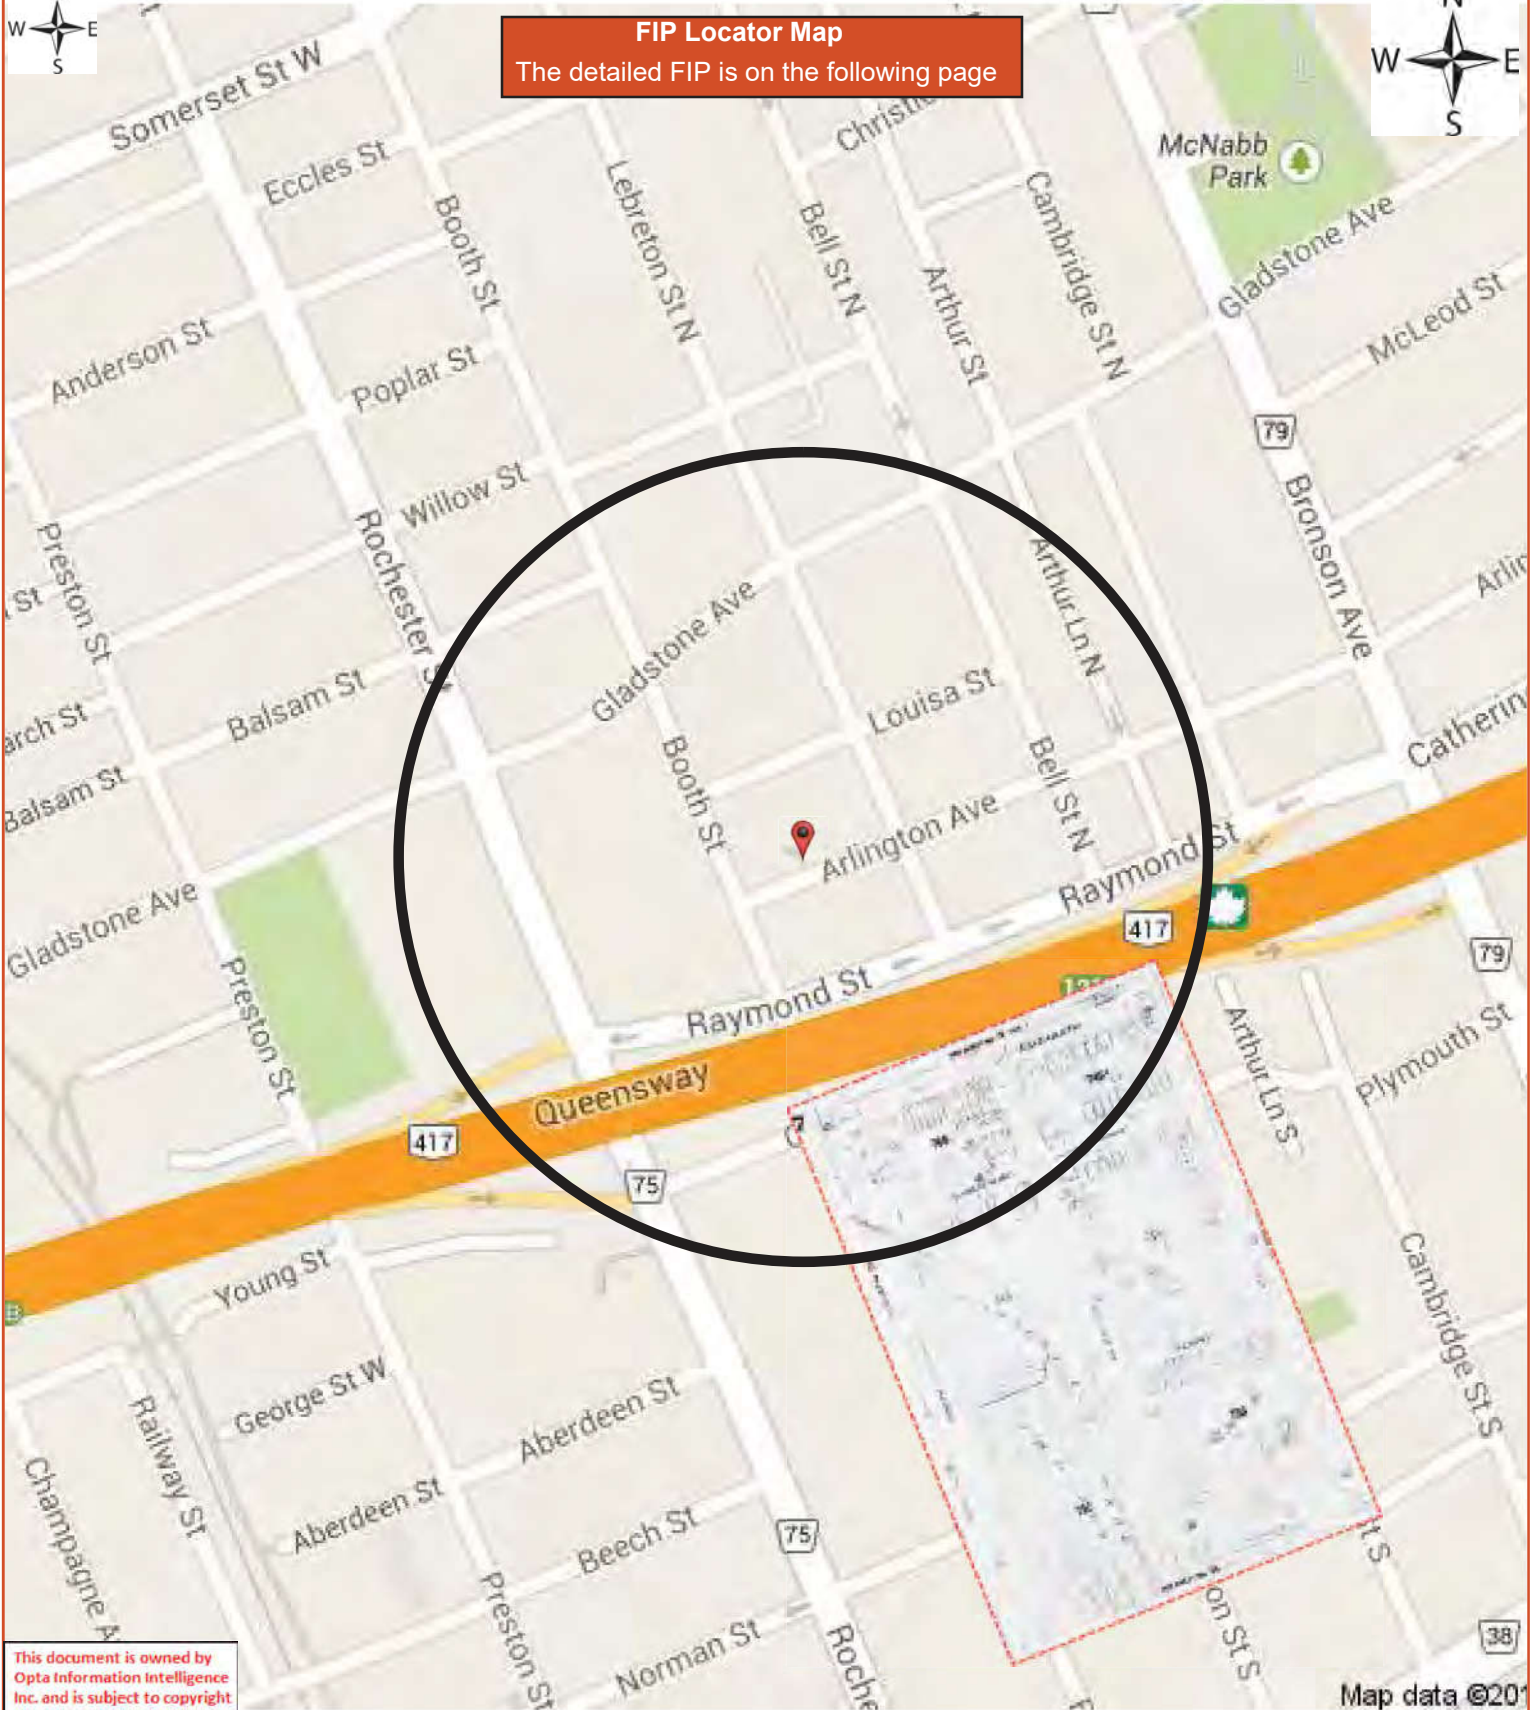 W E
S
FIP Locator Map
The detailed FIP is on the following page
N
W E
S
Somerset St W
Eccles St
Booth St
Lebreton St N
Bell St N
Arthur St
Cambridge St N
McNabb
Park
Gladstone Ave
McLeod St
Anderson St
Poplar St
Willow St
79
Bronson Ave
Preston St
Rochester St
Arthur Ln N
St
Balsam St
Gladstone Ave
Louisa St
Booth St
Bell St N
Balsam St
Arlington Ave
Raymond St
Gladstone Ave
417
79
Preston St
Raymond St
Arthur Ln S
Plymouth St
Queensway
417
75
Young St
Cambridge St S
George St W
Aberdeen St
Railway St
Aberdeen St
Beech St
75
Preston St
Norman St
38
This document is owned by
Opta Information Intelligence
Inc. and is subject to copyright
Map data ©201